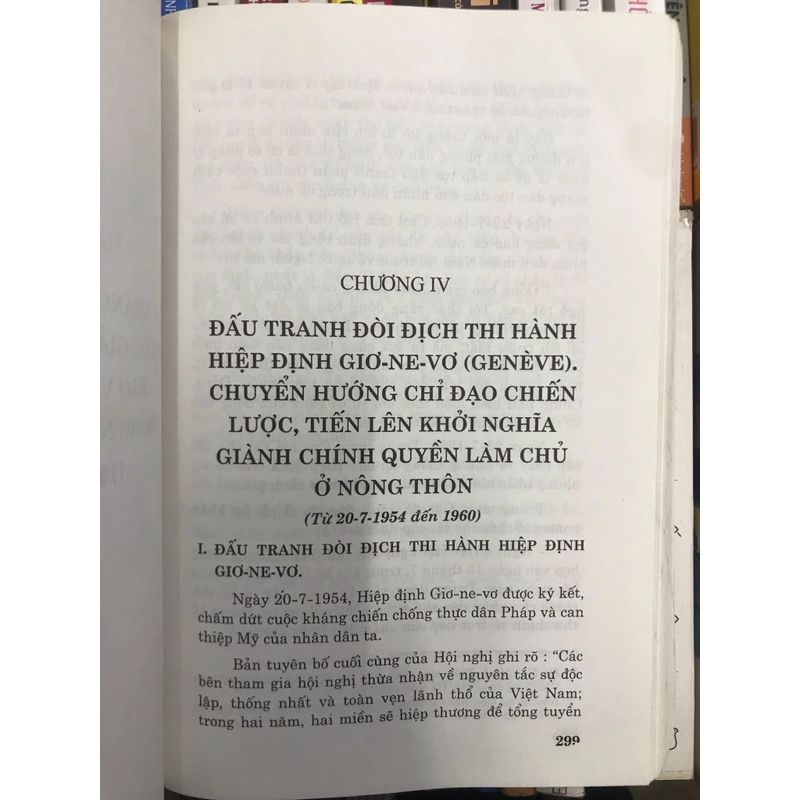 CHƯƠNG IV
ĐẤU TRANH ĐÒI ĐỊCH THI HÀNH
HIỆP ĐỊNH GIƠ-NE-VƠ (GENÈVE).
CHUYỂN HƯỚNG CHỈ ĐẠO CHIẾN
LƯỢC, TIẾN LÊN KHỞI NGHĨA
GIÀNH CHÍNH QUYỀN LÀM CHỦ
Ở NÔNG THÔN
(Từ 20-7-1954 đến 1960)
I. ĐẤU TRANH ĐÒI ĐỊCH THI HÀNH HIỆP ĐỊNH
GIƠ-NE-VƠ.
Ngày 20-7-1954, Hiệp định Giơ-ne-vơ được ký kết,
chấm dứt cuộc kháng chiến chống thực dân Pháp và can
thiệp Mỹ của nhân dân ta.
Bản tuyên bố cuối cùng của Hội nghị ghi rõ : “Các
bên tham gia hội nghị thừa nhận về nguyên tắc sự độc
lập, thống nhất và toàn vẹn lãnh thổ của Việt Nam;
trong hai năm, hai miền sẽ hiệp thương để tổng tuyển
299